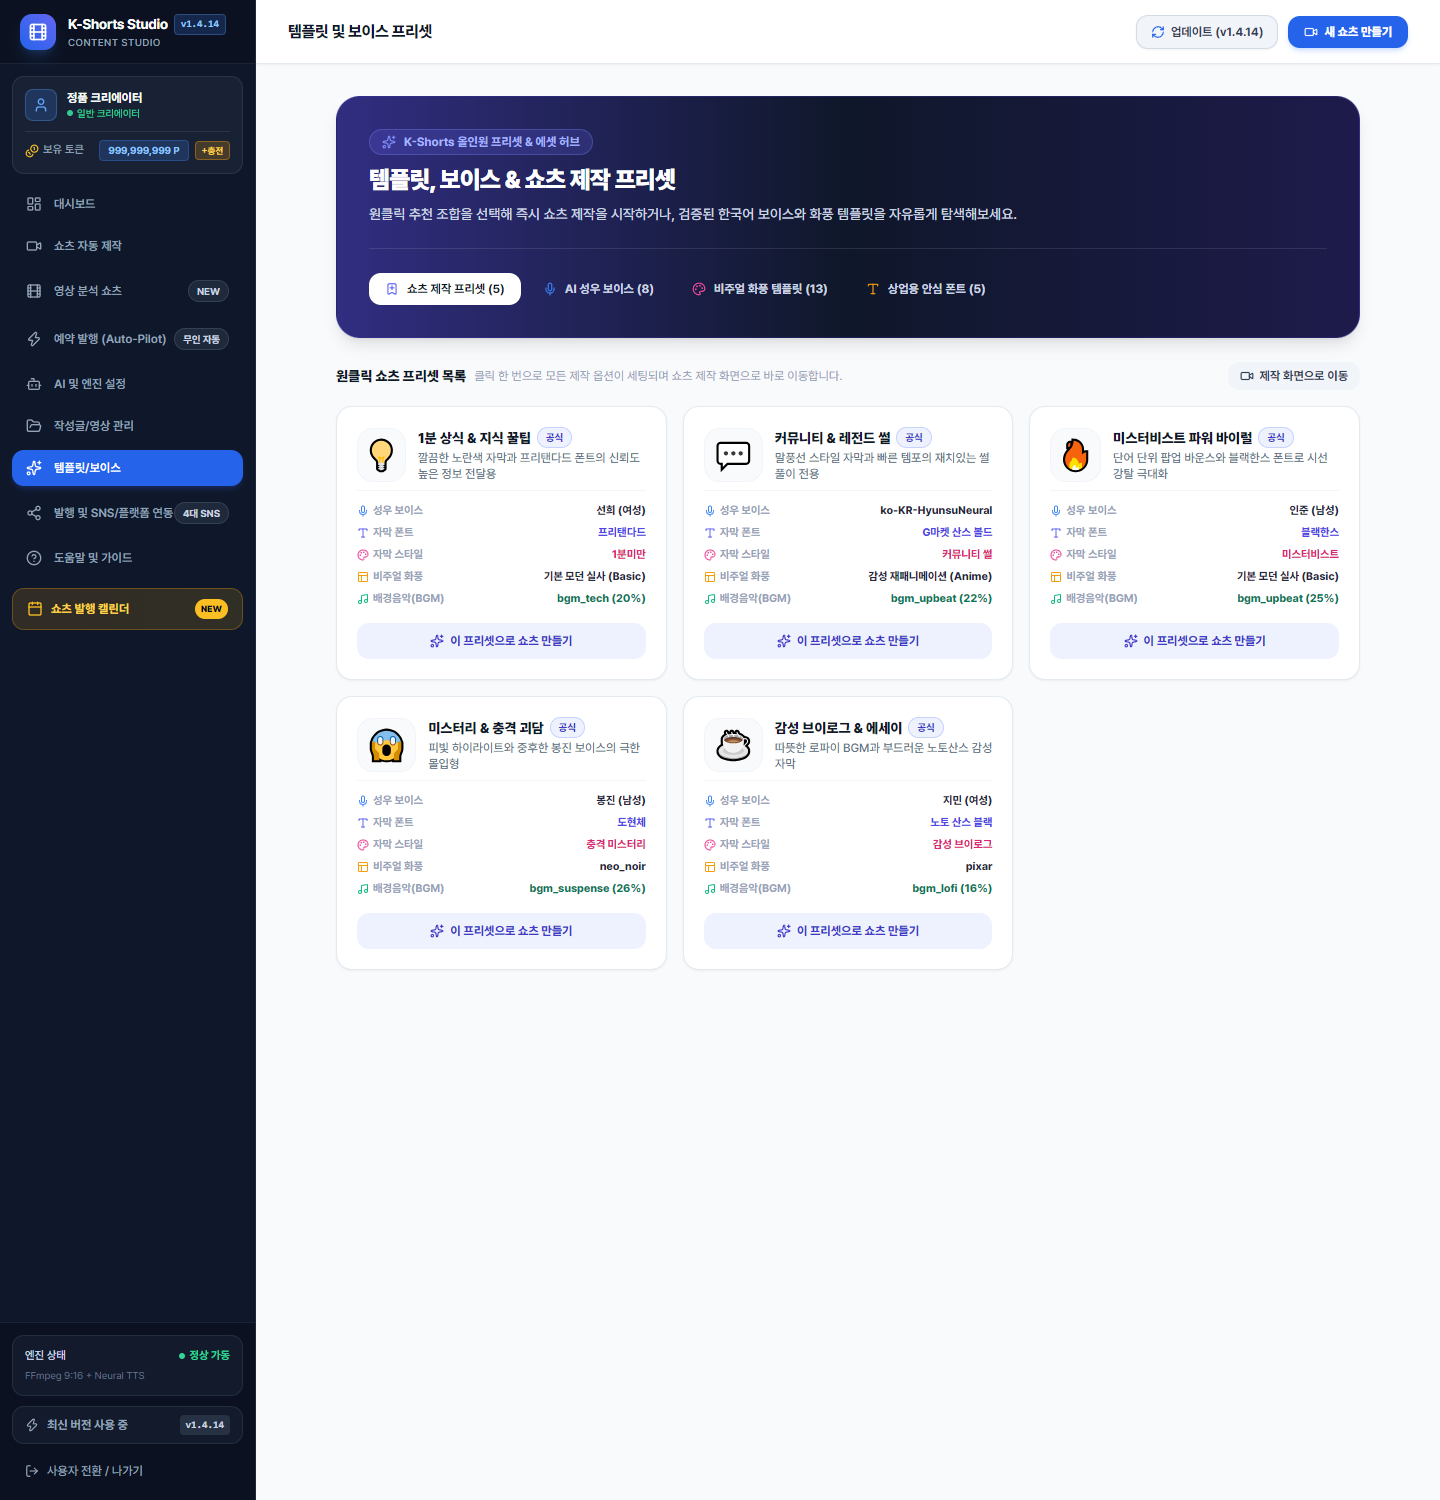 K-Shorts Studio v1.4.14
CONTENT STUDIO
정품 크리에이터
일반 크리에이터
보유 토큰 999,999,999 P +충전
대시보드
쇼츠 자동 제작
영상 분석 쇼츠 NEW
예약 발행 (Auto-Pilot) 무인 자동
AI 및 엔진 설정
작성글/영상 관리
템플릿/보이스
발행 및 SNS/플랫폼 연동 4대 SNS
도움말 및 가이드
쇼츠 발행 캘린더 NEW
엔진 상태 정상 가동
FFmpeg 9:16 + Neural TTS
최신 버전 사용 중 v1.4.14
사용자 전환 / 나가기
템플릿 및 보이스 프리셋
업데이트 (v1.4.14)
새 쇼츠 만들기
K-Shorts 올인원 프리셋 & 에셋 허브
템플릿, 보이스 & 쇼츠 제작 프리셋
원클릭 추천 조합을 선택해 즉시 쇼츠 제작을 시작하거나, 검증된 한국어 보이스와 화풍 템플릿을 자유롭게 탐색해보세요.
쇼츠 제작 프리셋 (5)
AI 성우 보이스 (8)
비주얼 화풍 템플릿 (13)
상업용 안심 폰트 (5)
원클릭 쇼츠 프리셋 목록 클릭 한 번으로 모든 제작 옵션이 세팅되며 쇼츠 제작 화면으로 바로 이동합니다.
제작 화면으로 이동
1분 상식 & 지식 꿀팁 공식
깔끔한 노란색 자막과 프리탠다드 폰트의 신뢰도
높은 정보 전달용
성우 보이스 선희 (여성)
자막 폰트 프리탠다드
자막 스타일 1분미만
비주얼 화풍 기본 모던 실사 (Basic)
배경음악(BGM) bgm_tech (20%)
이 프리셋으로 쇼츠 만들기
커뮤니티 & 레전드 썰 공식
말풍선 스타일 자막과 빠른 템포의 재치있는 썰
풀이 전용
성우 보이스 ko-KR-HyunsuNeural
자막 폰트 G마켓 산스 볼드
자막 스타일 커뮤니티 썰
비주얼 화풍 감성 재패니메이션 (Anime)
배경음악(BGM) bgm_upbeat (22%)
이 프리셋으로 쇼츠 만들기
미스터비스트 파워 바이럴 공식
단어 단위 팝업 바운스와 블랙한스 폰트로 시선
강탈 극대화
성우 보이스 인준 (남성)
자막 폰트 블랙한스
자막 스타일 미스터비스트
비주얼 화풍 기본 모던 실사 (Basic)
배경음악(BGM) bgm_upbeat (25%)
이 프리셋으로 쇼츠 만들기
미스터리 & 충격 괴담 공식
피빛 하이라이트와 중후한 봉진 보이스의 극한
몰입형
성우 보이스 봉진 (남성)
자막 폰트 도현체
자막 스타일 충격 미스터리
비주얼 화풍 neo_noir
배경음악(BGM) bgm_suspense (26%)
이 프리셋으로 쇼츠 만들기
감성 브이로그 & 에세이 공식
따뜻한 로파이 BGM과 부드러운 노토산스 감성
자막
성우 보이스 지민 (여성)
자막 폰트 노토 산스 블랙
자막 스타일 감성 브이로그
비주얼 화풍 pixar
배경음악(BGM) bgm_lofi (16%)
이 프리셋으로 쇼츠 만들기